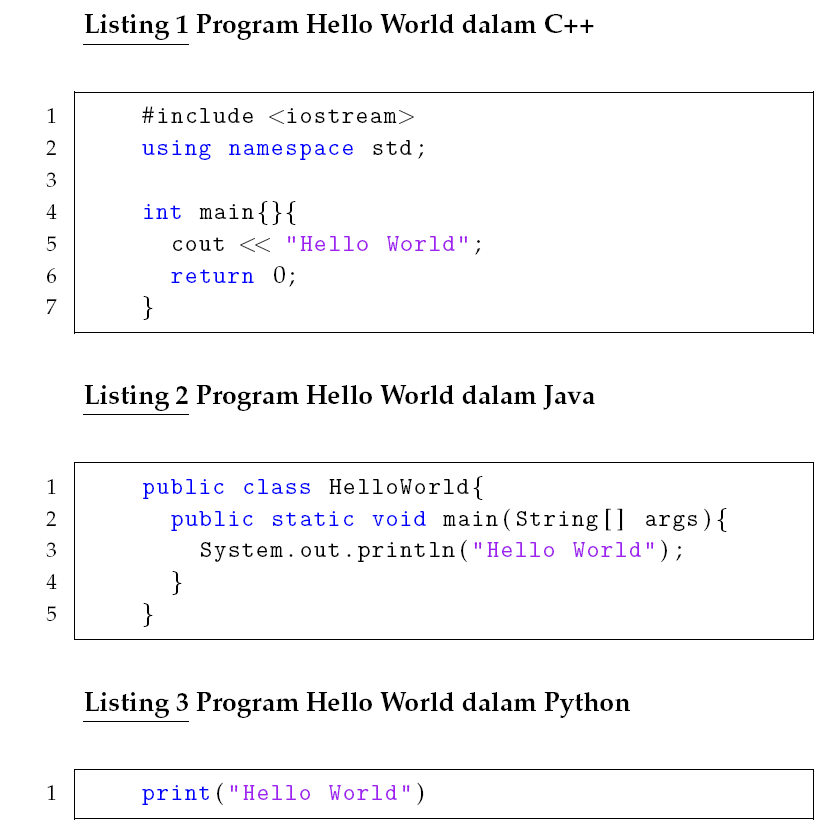 Listing 1 Program Hello World dalam C++
1 #include <iostream>
2 using namespace std;
3
4 int main{}{
5 cout << "Hello World";
6 return 0;
7 }
Listing 2 Program Hello World dalam Java
1 public class HelloWorld{
2 public static void main(String[] args){
3 System.out.println("Hello World");
4 }
5 }
Listing 3 Program Hello World dalam Python
1 print("Hello World")